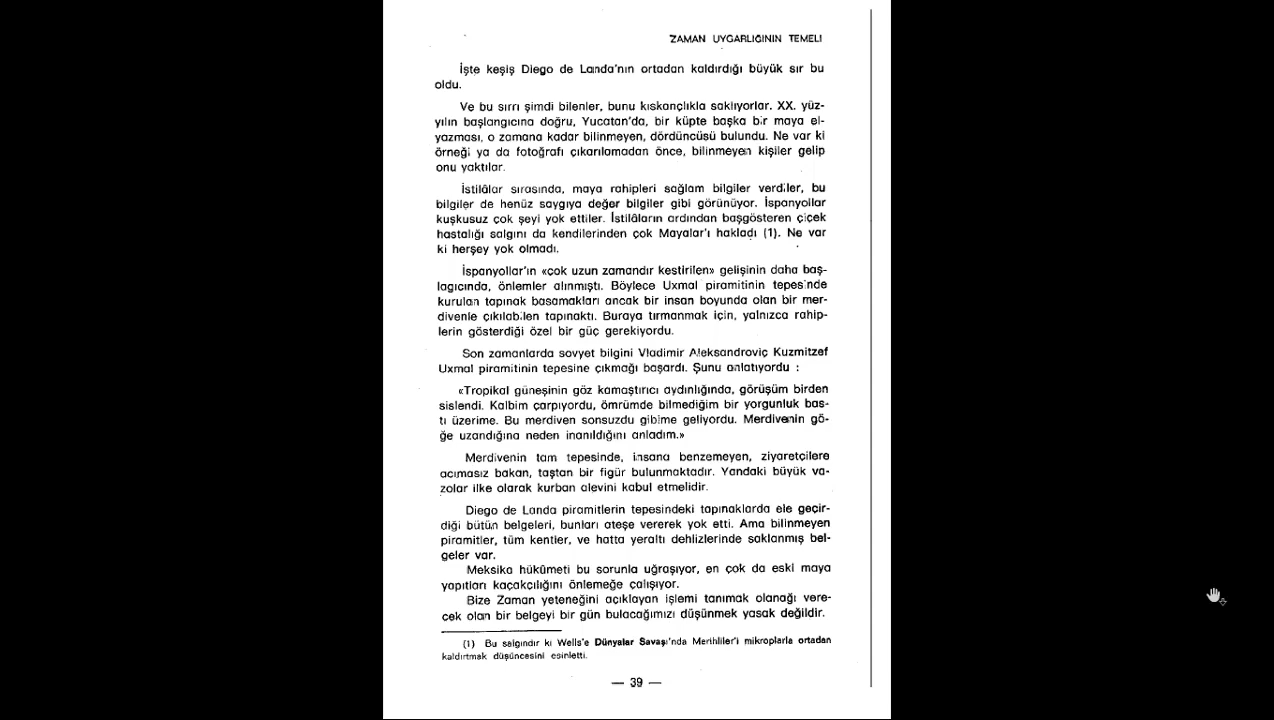 ZAMAN UYGARLIĞININ TEMELİ
İşte keşiş Diego de Landa'nın ortadan kaldırdığı büyük sır bu
oldu.
Ve bu sırrı şimdi bilenler, bunu kıskançlıkla saklıyorlar. XX. yüz-
yılın başlangıcına doğru, Yucatan'da, bir küpte başka bir maya el-
yazması, o zamana kadar bilinmeyen, dördüncüsü bulundu. Ne var ki
örneği ya da fotoğrafı çıkarılamadan önce, bilinmeyen kişiler gelip
onu yaktılar.
İstilâlar sırasında, maya rahipleri sağlam bilgiler verdiler, bu
bilgiler de henüz saygıya değer bilgiler gibi görünüyor. İspanyollar
kuşkusuz çok şeyi yok ettiler. İstilâların ardından başgösteren çiçek
hastalığı salgını da kendilerinden çok Mayalar'ı hakladı (1). Ne var
ki herşey yok olmadı.
İspanyollar'ın «çok uzun zamandır kestirilen» gelişinin daha baş-
lagıcında, önlemler alınmıştı. Böylece Uxmal piramitinin tepesinde
kurulan tapınak basamakları ancak bir insan boyunda olan bir mer-
divenle çıkılabilen tapınaktı. Buraya tırmanmak için, yalnızca rahip-
lerin gösterdiği özel bir güç gerekiyordu.
Son zamanlarda sovyet bilgini Vladimir Aleksandroviç Kuzmitzef
Uxmal piramitinin tepesine çıkmağı başardı. Şunu anlatıyordu :
«Tropikal güneşinin göz kamaştırıcı aydınlığında, görüşüm birden
sislendi. Kalbim çarpıyordu, ömrümde bilmediğim bir yorgunluk bas-
tı üzerime. Bu merdiven sonsuzdu gibime geliyordu. Merdivenin gö-
ğe uzandığına neden inanıldığını anladım.»
Merdivenin tam tepesinde, insana benzemeyen, ziyaretçilere
acımasız bakan, taştan bir figür bulunmaktadır. Yandaki büyük va-
zolar ilke olarak kurban alevini kabul etmelidir.
Diego de Landa piramitlerin tepesindeki tapınaklarda ele geçir-
diği bütün belgeleri, bunları ateşe vererek yok etti. Ama bilinmeyen
piramitler, tüm kentler, ve hatta yeraltı dehlizlerinde saklanmış bel-
geler var.
Meksika hükûmeti bu sorunla uğraşıyor, en çok da eski maya
yapıtları kaçakcılığını önlemeğe çalışıyor.
Bize Zaman yeteneğini açıklayan işlemi tanımak olanağı vere-
cek olan bir belgeyi bir gün bulacağımızı düşünmek yasak değildir.
(1) Bu salgındır ki Wells'e Dünyalar Savaşı'nda Merihliler'i mikroplarla ortadan
kaldırtmak düşüncesini esinletti.
— 39 —